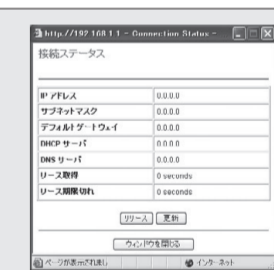 http://192.168.1.1 - Connection Status -
接続ステータス
IP アドレス 0.0.0.0
サブネットマスク 0.0.0.0
デフォルトゲートウェイ 0.0.0.0
DHCP サーバ 0.0.0.0
DNS サーバ 0.0.0.0
リース取得 0 seconds
リース期限切れ 0 seconds
リリース 更新
ウィンドウを閉じる
ページが表示されました インターネット